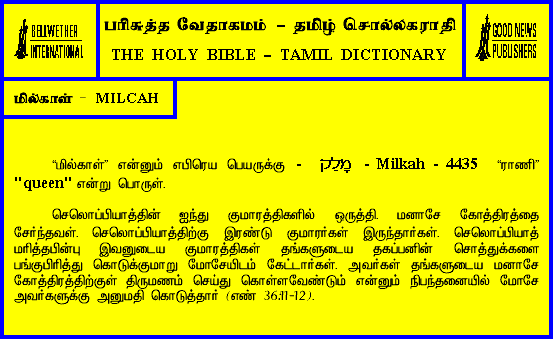 BELLWETHER
INTERNATIONAL
பரிசுத்த வேதாகமம் - தமிழ் சொல்லகராதி
THE HOLY BIBLE – TAMIL DICTIONARY
GOOD NEWS
PUBLISHERS
மில்காள் - MILCAH
“மில்காள்” என்னும் எபிரெய பெயருக்கு - - Milkah - 4435 “ராணி”
"queen" என்று பொருள்.
செலொப்பியாத்தின் ஐந்து குமாரத்திகளில் ஒருத்தி. மனாசே கோத்திரத்தை
சேர்ந்தவள். செலொப்பியாத்திற்கு இரண்டு குமாரர்கள் இருந்தார்கள். செலொப்பியாத்
மரித்தபின்பு இவனுடைய குமாரத்திகள் தங்களுடைய தகப்பனின் சொத்துக்களை
பங்குபிரித்து கொடுக்குமாறு மோசேயிடம் கேட்டார்கள். அவர்கள் தங்களுடைய மனாசே
கோத்திரத்திற்குள் திருமணம் செய்து கொள்ளவேண்டும் என்னும் நிபந்தனையில் மோசே
அவர்களுக்கு அனுமதி கொடுத்தார் (எண் 36:11-12).